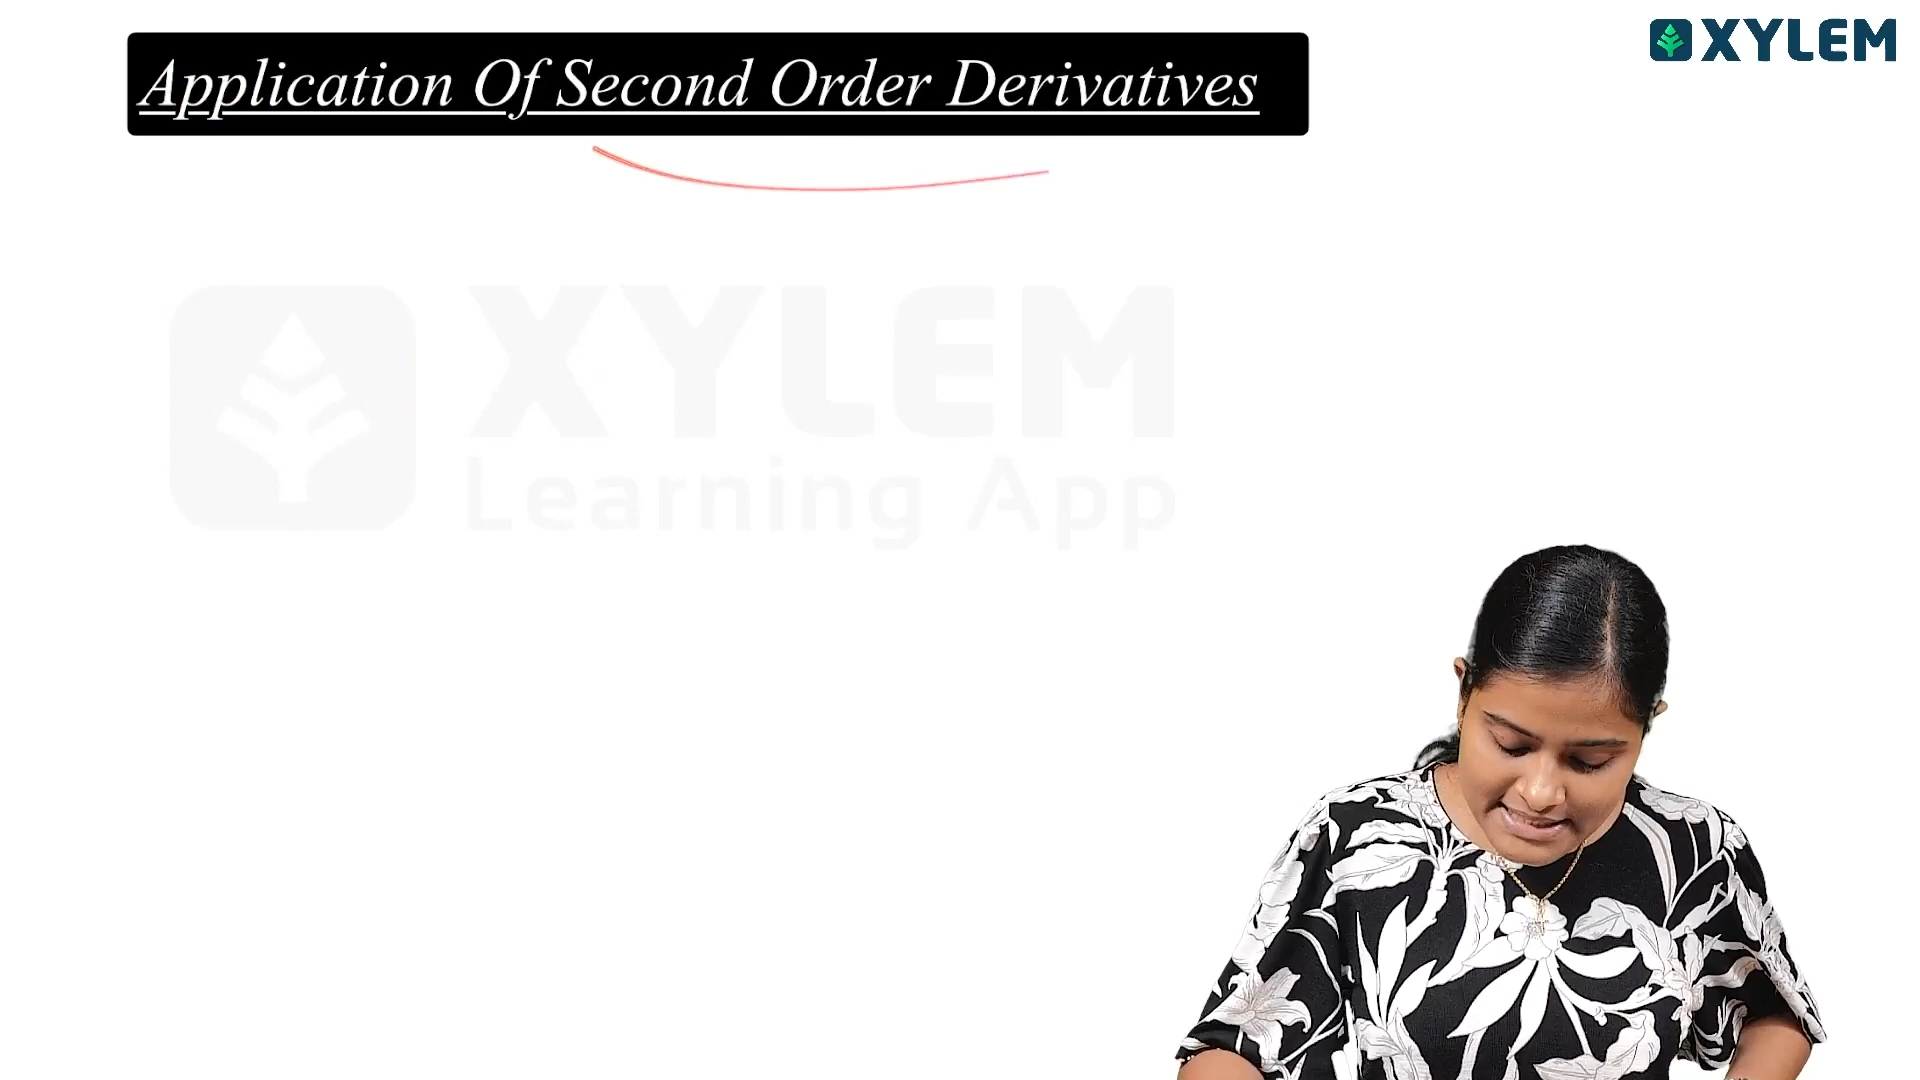 Application Of Second Order Derivatives
XYLEM
XYLEM
Learning App